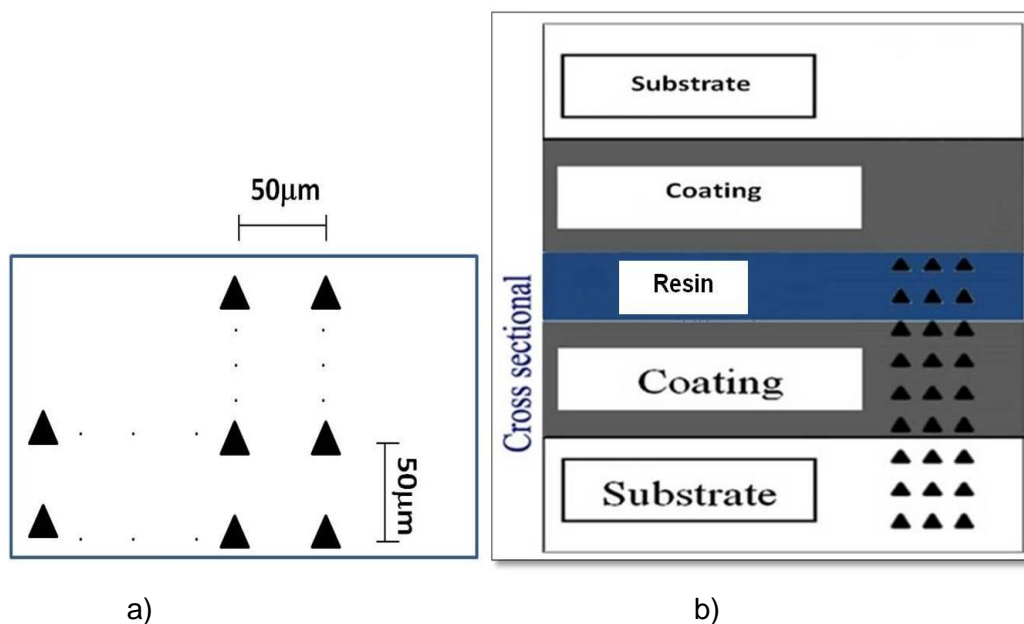 50μm
50μm
a)
Cross sectional
Substrate
Coating
Resin
Coating
Substrate
b)